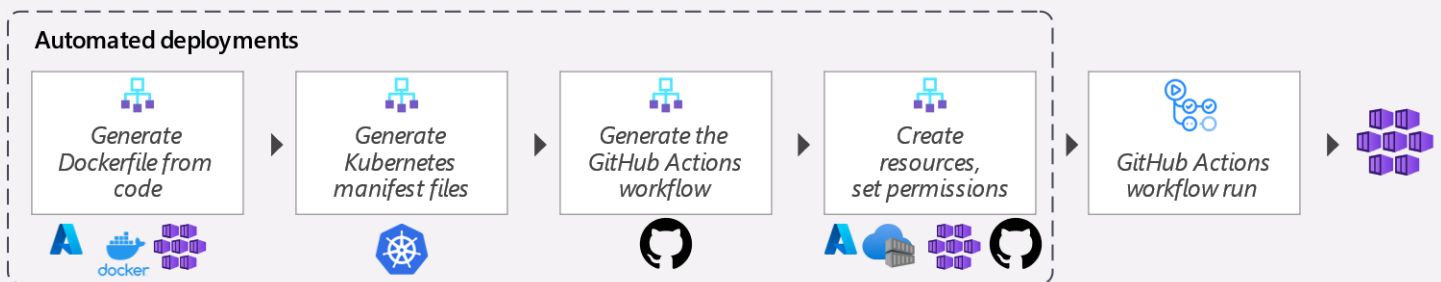 Automated deployments
Generate
Dockerfile from
code
Generate
Kubernetes
manifest files
Generate the
GitHub Actions
workflow
Create
resources,
set permissions
GitHub Actions
workflow run
docker